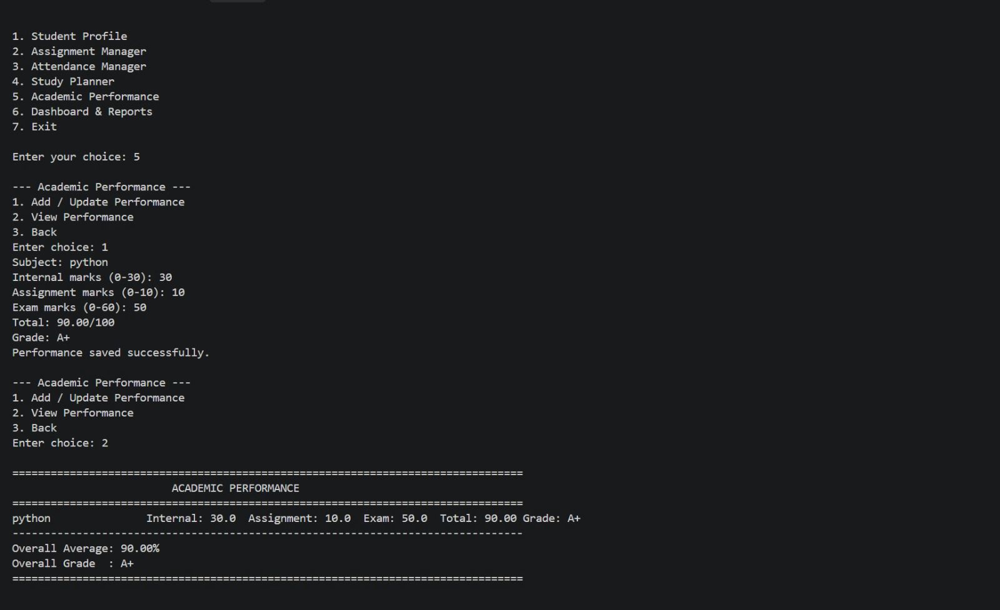 1. Student Profile
2. Assignment Manager
3. Attendance Manager
4. Study Planner
5. Academic Performance
6. Dashboard & Reports
7. Exit
Enter your choice: 5
--- Academic Performance ---
1. Add / Update Performance
2. View Performance
3. Back
Enter choice: 1
Subject: python
Internal marks (0-30): 30
Assignment marks (0-10): 10
Exam marks (0-60): 50
Total: 90.00/100
Grade: A+
Performance saved successfully.
--- Academic Performance ---
1. Add / Update Performance
2. View Performance
3. Back
Enter choice: 2
================================================================================
ACADEMIC PERFORMANCE
================================================================================
python               Internal: 30.0  Assignment: 10.0  Exam: 50.0  Total: 90.00 Grade: A+
--------------------------------------------------------------------------------
Overall Average: 90.00%
Overall Grade  : A+
================================================================================